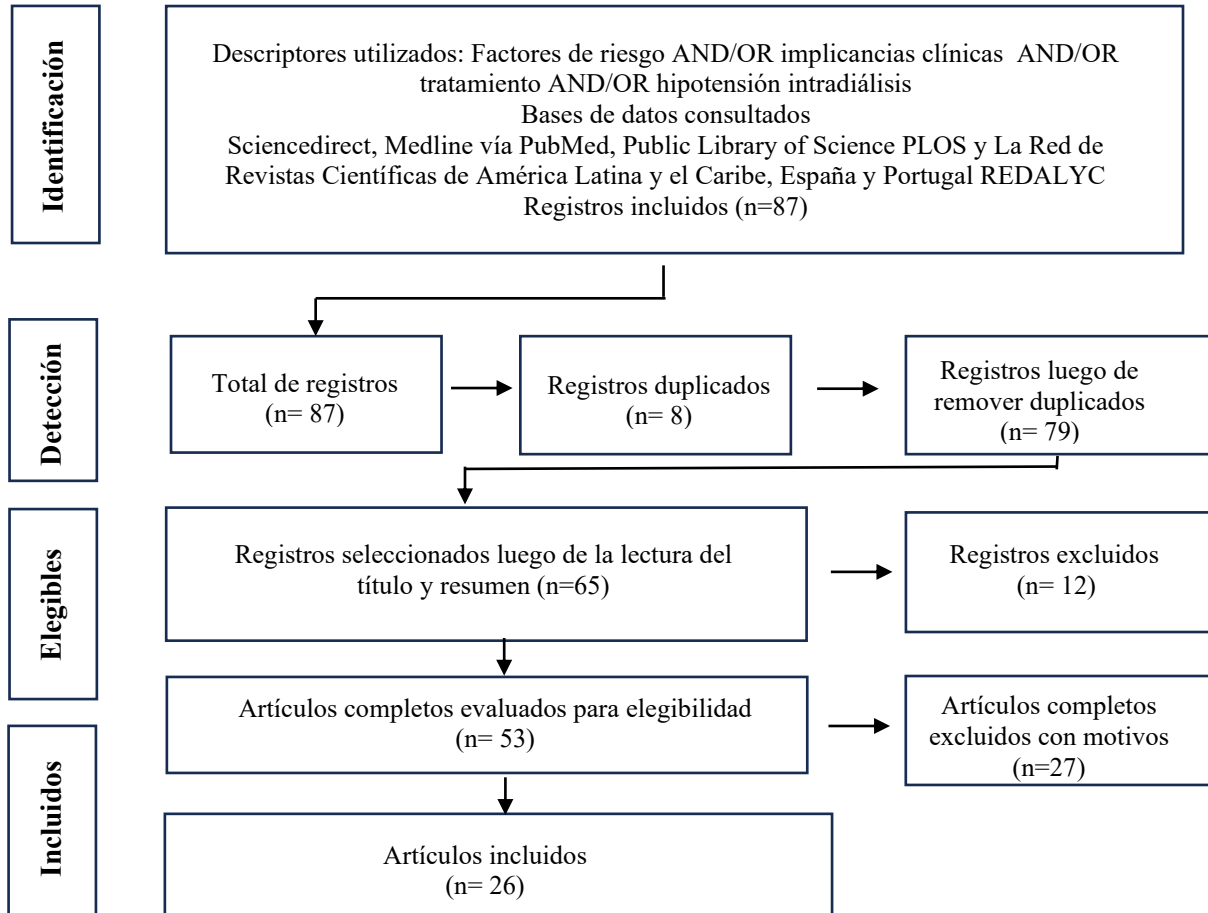 Identificación
Descriptores utilizados: Factores de riesgo AND/OR implicancias clínicas AND/OR
tratamiento AND/OR hipotensión intradiálisis
Bases de datos consultados
Sciencedirect, Medline vía PubMed, Public Library of Science PLOS y La Red de
Revistas Científicas de América Latina y el Caribe, España y Portugal REDALYC
Registros incluidos (n=87)
Detección
Total de registros
(n= 87)
Registros duplicados
(n= 8)
Registros luego de
remover duplicados
(n= 79)
Elegibles
Registros seleccionados luego de la lectura del
título y resumen (n=65)
Registros excluidos
(n= 12)
Artículos completos evaluados para elegibilidad
(n= 53)
Artículos completos
excluidos con motivos
(n=27)
Incluidos
Artículos incluidos
(n= 26)